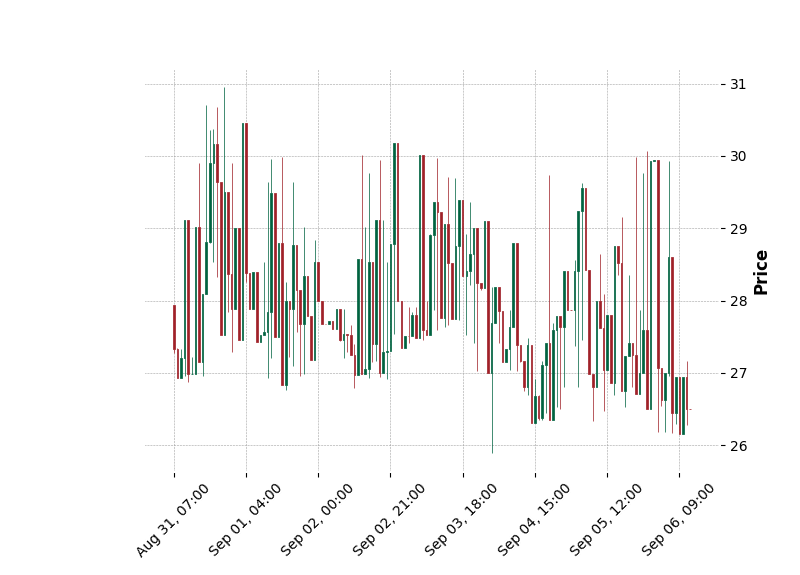 31
30
29
28
27
26
Price
Aug 31, 07:00
Sep 01, 04:00
Sep 02, 00:00
Sep 02, 21:00
Sep 03, 18:00
Sep 04, 15:00
Sep 05, 12:00
Sep 06, 09:00